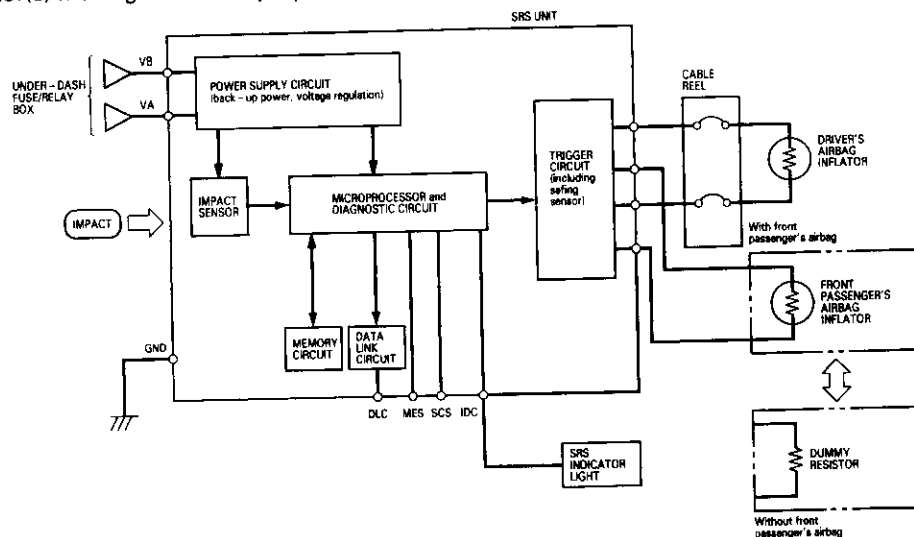 SRS UNIT
VB
UNDER-DASH
FUSE/RELAY
BOX
VA
POWER SUPPLY CIRCUIT
(back-up power, voltage regulation)
CABLE
REEL
IMPACT
SENSOR
MICROPROCESSOR and
DIAGNOSTIC CIRCUIT
TRIGGER
CIRCUIT
(including
safing
sensor)
DRIVER'S
AIRBAG
INFLATOR
IMPACT
With front
passenger's airbag
FRONT
PASSENGER'S
AIRBAG
INFLATOR
GND
MEMORY
CIRCUIT
DATA
LINK
CIRCUIT
DLC
MES
SCS
IDC
SRS
INDICATOR
LIGHT
DUMMY
RESISTOR
Without front
passenger's airbag